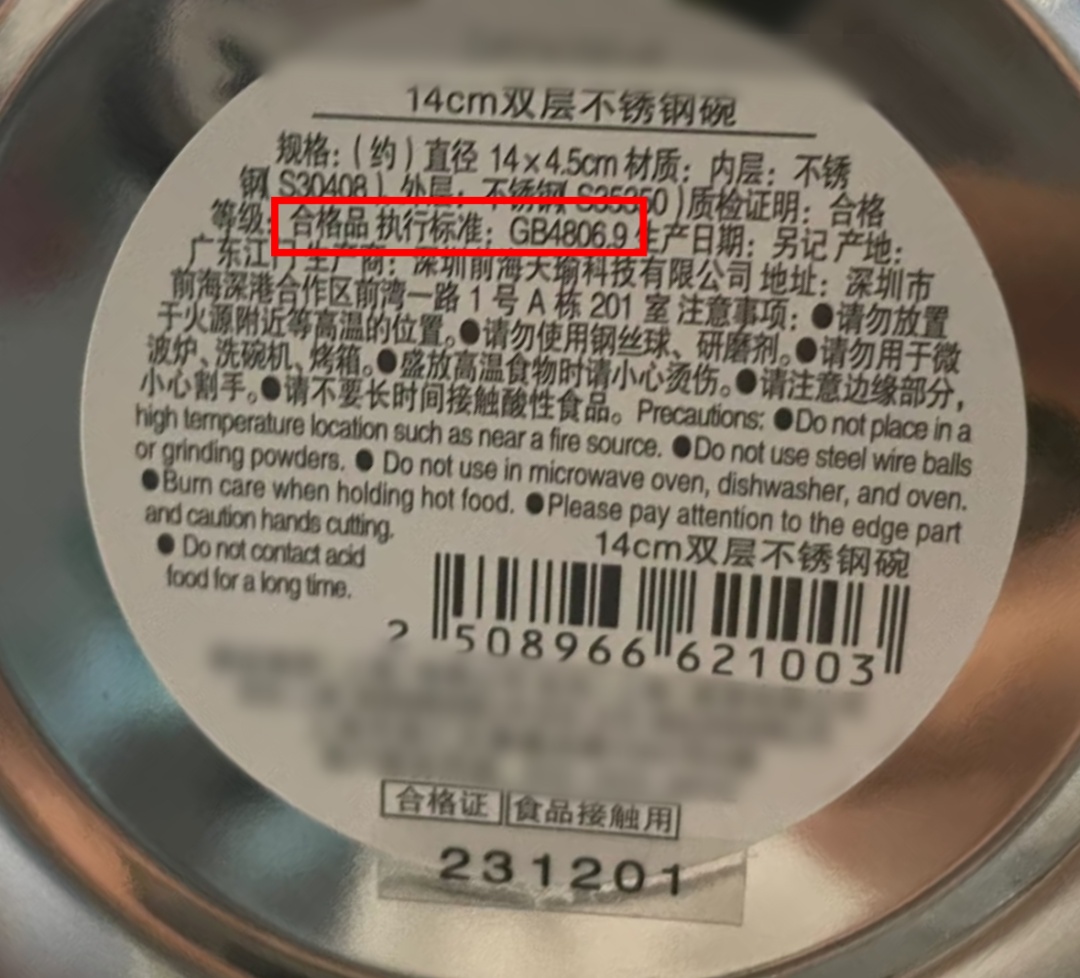 14cm双层不锈钢碗
规格：(约)直径 14×4.5cm 材质：内层：不锈
钢(S30408) 外层：不锈钢(S35350)质检证明：合格
等级：合格品 执行标准：GB4806.9 生产日期：另记 产地：
广东江门 生产商：深圳前海大瑜科技有限公司 地址：深圳市
前海深港合作区前湾一路 1 号 A 栋 201 室 注意事项：●请勿放置
于火源附近等高温的位置。●请勿使用钢丝球、研磨剂。●请勿用于微
波炉、洗碗机、烤箱。●盛放高温食物时请小心烫伤。●请注意边缘部分，
小心割手。●请不要长时间接触酸性食品。Precautions: ●Do not place in a
high temperature location such as near a fire source. ●Do not use steel wire balls
or grinding powders. ● Do not use in microwave oven, dishwasher, and oven.
●Burn care when holding hot food. ●Please pay attention to the edge part
and caution hands cutting.
● Do not contact acid
food for a long time.
14cm双层不锈钢碗
2 508966 621003
合格证 食品接触用
231201